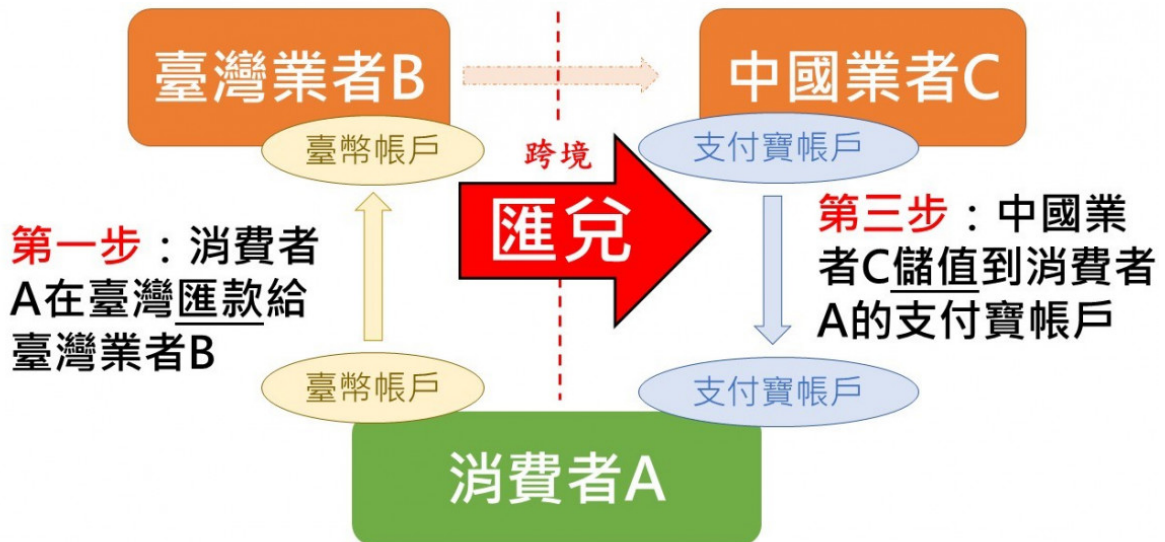 臺灣業者B
中國業者C
臺幣帳戶
跨境
支付寶帳戶
匯兌
第一步：消費者
A在臺灣匯款給
臺灣業者B
第三步：中國業
者C儲值到消費者
A的支付寶帳戶
臺幣帳戶
支付寶帳戶
消費者A